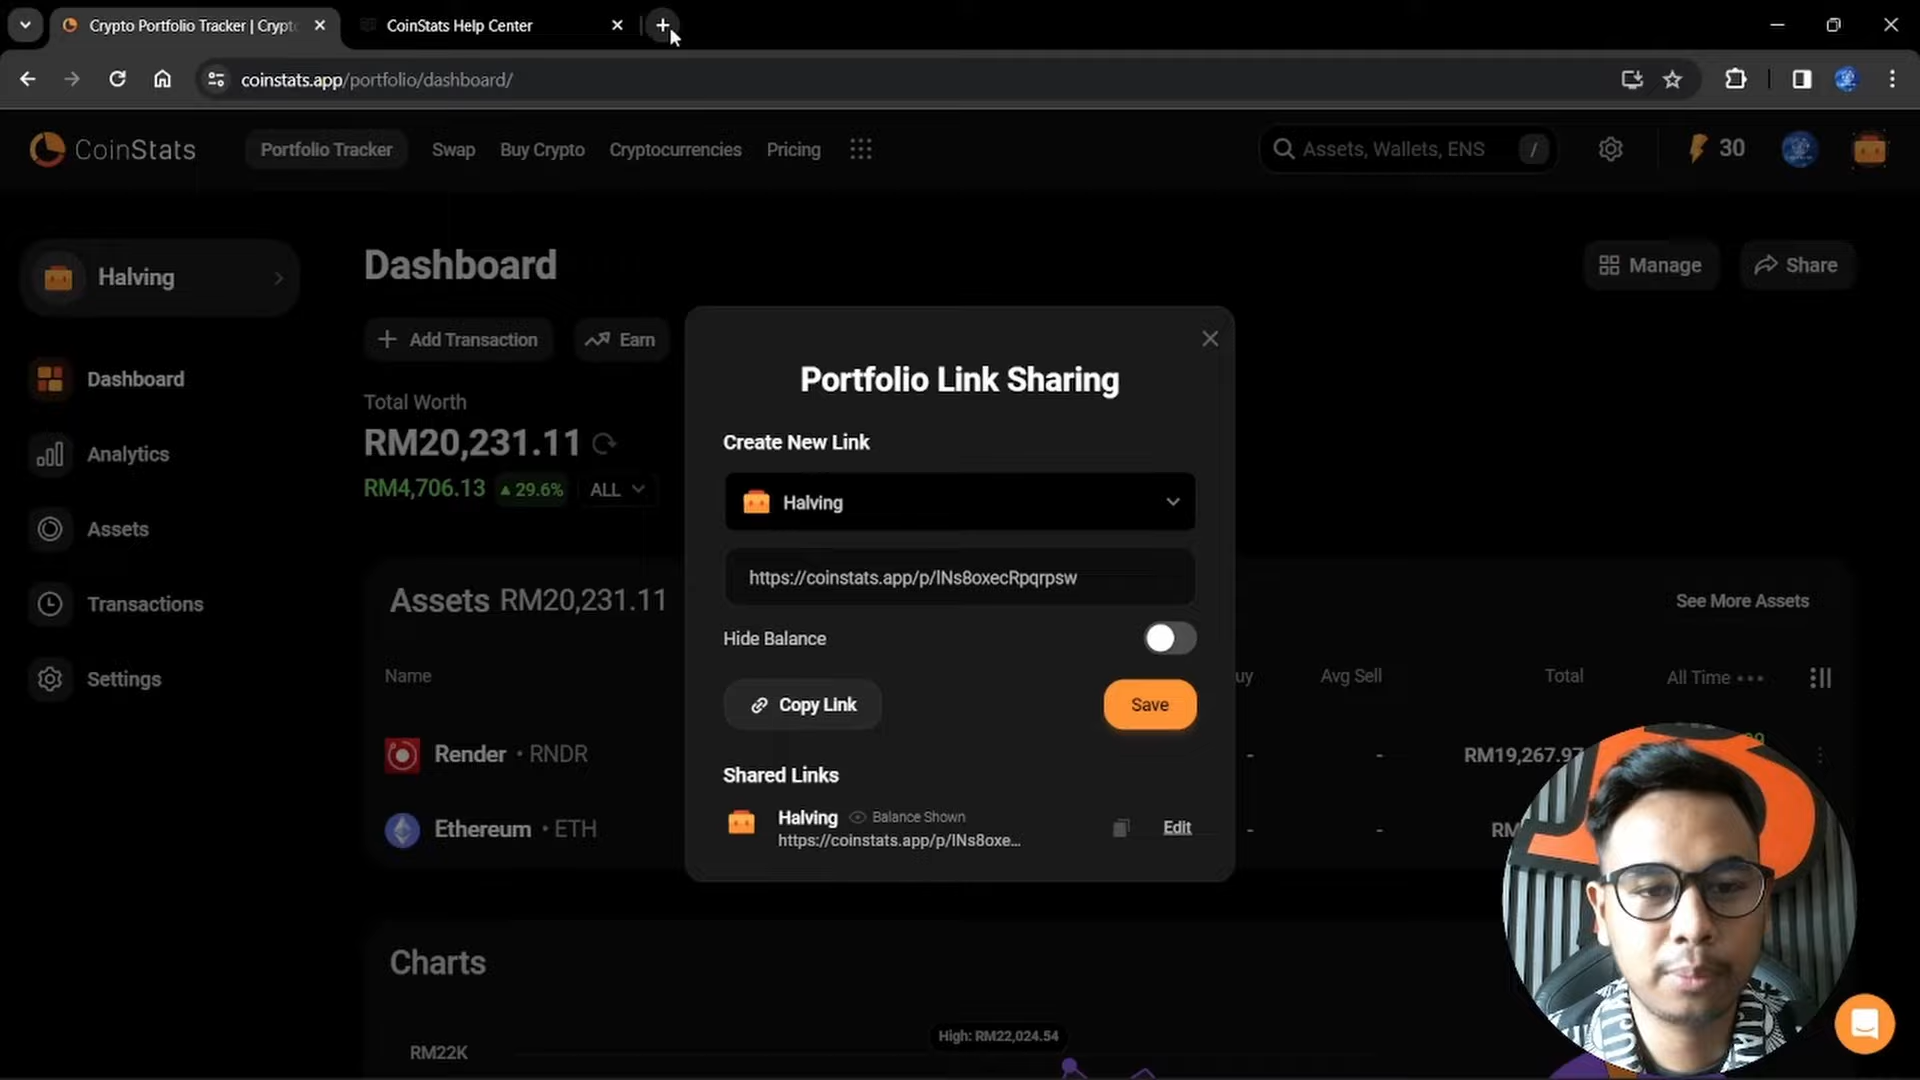 Crypto Portfolio Tracker | Crypt
CoinStats Help Center
coinstats.app/portfolio/dashboard/
CoinStats
Portfolio Tracker
Swap
Buy Crypto
Cryptocurrencies
Pricing
Assets, Wallets, ENS
/
30
Halving
Dashboard
Manage
Share
Add Transaction
Earn
Dashboard
Analytics
Assets
Transactions
Settings
Total Worth
RM20,231.11
RM4,706.13
29.6%
ALL
Portfolio Link Sharing
Create New Link
Halving
https://coinstats.app/p/lNs8oxecRpqrpsw
Hide Balance
Copy Link
Save
Shared Links
Halving
Balance Shown
https://coinstats.app/p/lNs8oxe...
Edit
Assets RM20,231.11
See More Assets
Name
uy
Avg Sell
Total
All Time
Render • RNDR
-
-
RM19,267.97
Ethereum • ETH
-
-
RM
Charts
High: RM22,024.54
RM22K